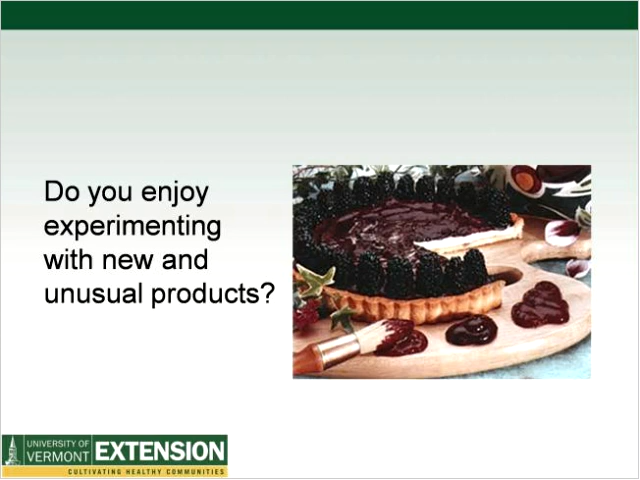 Do you enjoy
experimenting
with new and
unusual products?
UNIVERSITY OF
VERMONT EXTENSION
CULTIVATING HEALTHY COMMUNITIES